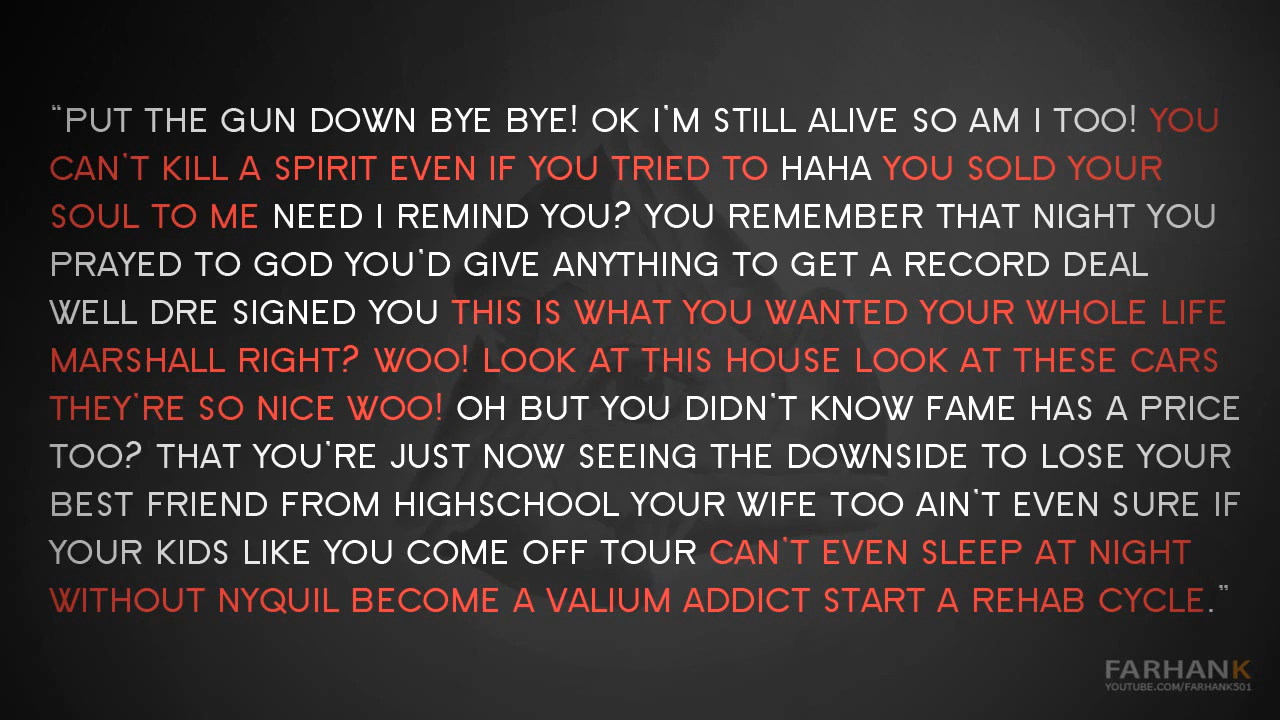 “PUT THE GUN DOWN BYE BYE! OK I'M STILL ALIVE SO AM I TOO! YOU
CAN'T KILL A SPIRIT EVEN IF YOU TRIED TO HAHA YOU SOLD YOUR
SOUL TO ME NEED I REMIND YOU? YOU REMEMBER THAT NIGHT YOU
PRAYED TO GOD YOU'D GIVE ANYTHING TO GET A RECORD DEAL
WELL DRE SIGNED YOU THIS IS WHAT YOU WANTED YOUR WHOLE LIFE
MARSHALL RIGHT? WOO! LOOK AT THIS HOUSE LOOK AT THESE CARS
THEY'RE SO NICE WOO! OH BUT YOU DIDN'T KNOW FAME HAS A PRICE
TOO? THAT YOU'RE JUST NOW SEEING THE DOWNSIDE TO LOSE YOUR
BEST FRIEND FROM HIGHSCHOOL YOUR WIFE TOO AIN'T EVEN SURE IF
YOUR KIDS LIKE YOU COME OFF TOUR CAN'T EVEN SLEEP AT NIGHT
WITHOUT NYQUIL BECOME A VALIUM ADDICT START A REHAB CYCLE.”
FARHANK
YOUTUBE.COM/FARHANK501